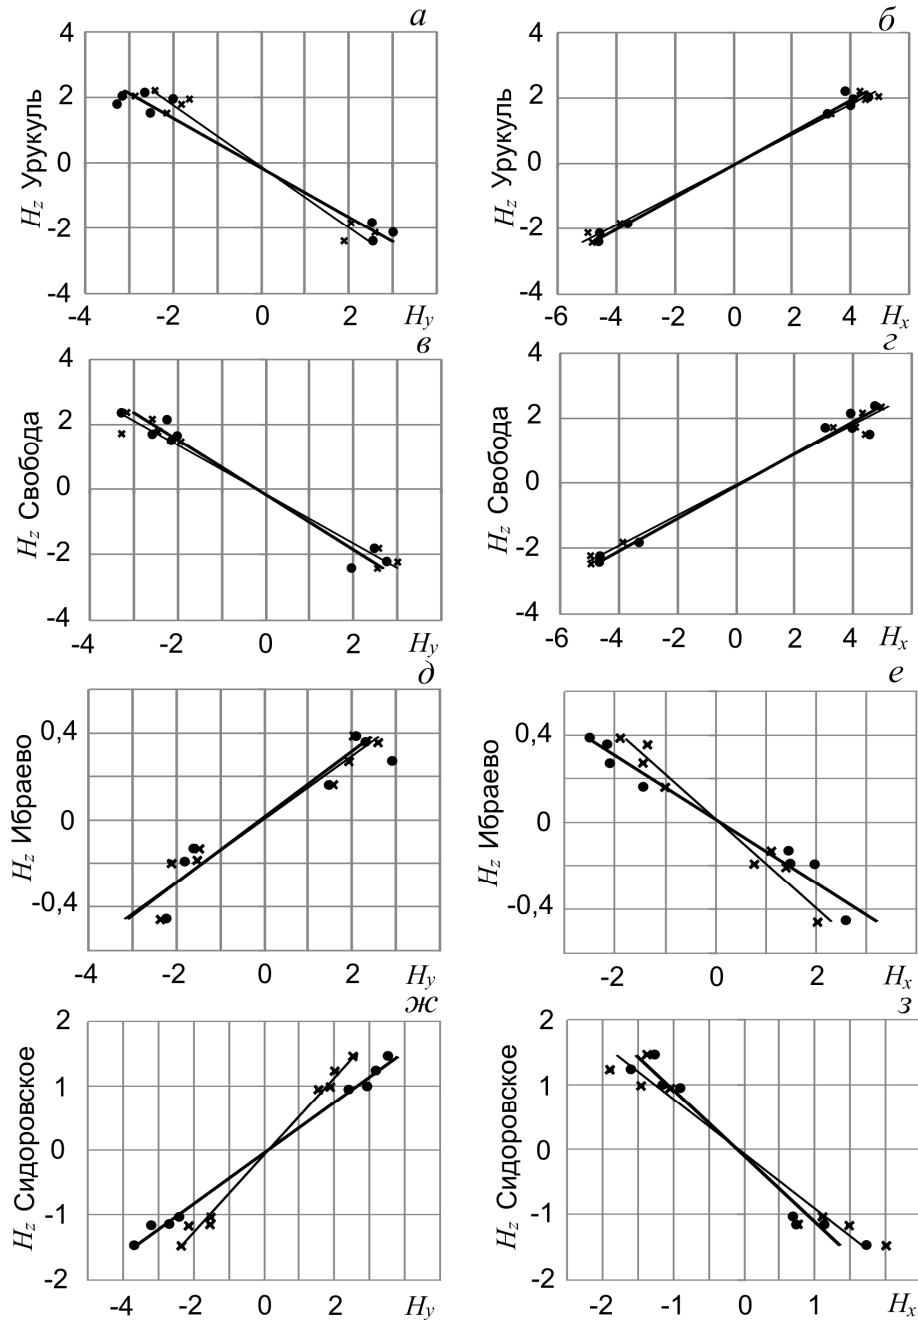 а
4
2
0
-2
-4
Hz Урукуль
-4 -2 0 2 Hy
б
4
2
0
-2
-4
Hz Урукуль
-6 -4 -2 0 2 4 Hx
в
4
2
0
-2
-4
Hz Свобода
-4 -2 0 2 Hy
г
4
2
0
-2
-4
Hz Свобода
-6 -4 -2 0 2 4 Hx
д
0,4
0
-0,4
Hz Ибраево
-4 -2 0 2 Hy
е
0,4
0
-0,4
Hz Ибраево
-2 0 2 Hx
ж
2
1
0
-1
-2
Hz Сидоровское
-4 -2 0 2 Hy
з
2
1
0
-1
-2
Hz Сидоровское
-2 -1 0 1 Hx